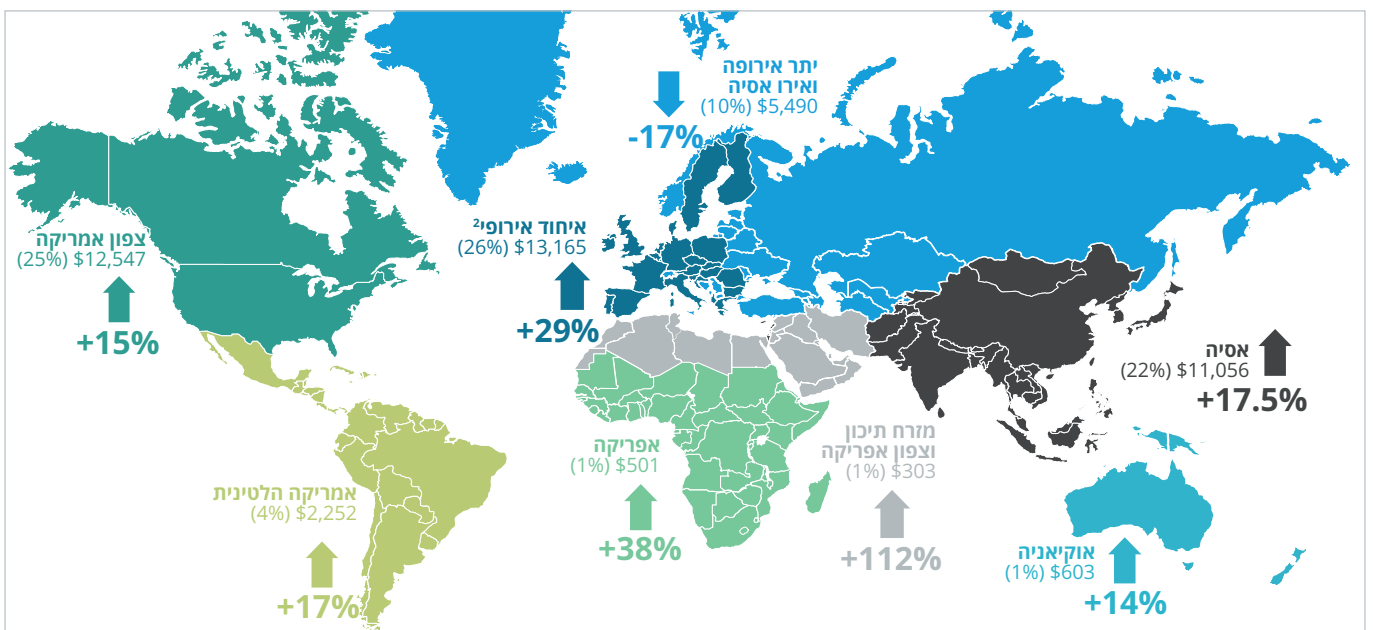 יתר אירופה
ואירו אסיה
(10%) $5,490
-17%
צפון אמריקה
(25%) $12,547
+15%
איחוד אירופי²
(26%) $13,165
+29%
אסיה
(22%) $11,056
+17.5%
מזרח תיכון
וצפון אפריקה
(1%) $303
+112%
אפריקה
(1%) $501
+38%
אמריקה הלטינית
(4%) $2,252
+17%
אוקיאניה
(1%) $603
+14%